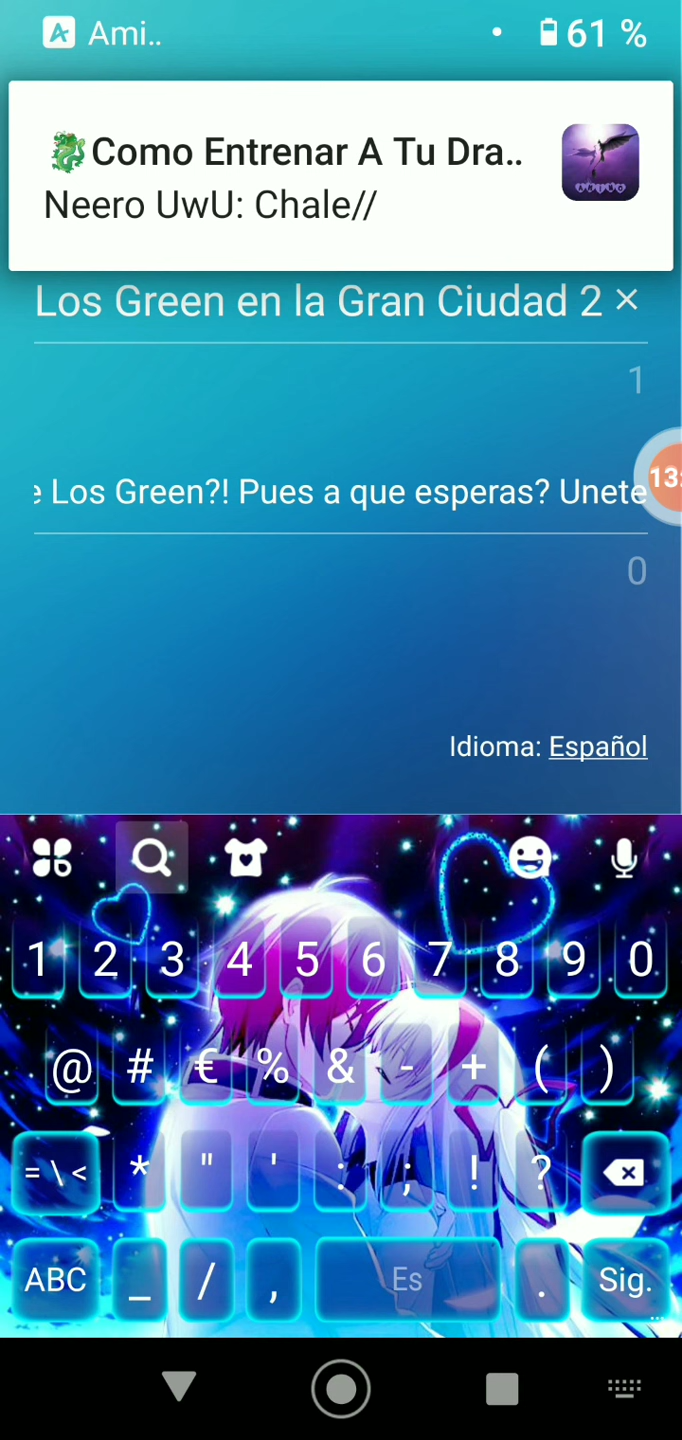 Ami..
61 %
🐉Como Entrenar A Tu Dra..
Neero UwU: Chale//
AMINO
Los Green en la Gran Ciudad 2 ×
1
13:
e Los Green?! Pues a que esperas? Unete
0
Idioma: Español
1 2 3 4 5 6 7 8 9 0
@ # € % & - + ( )
= \ < * " ' : ; ! ?
ABC _ / , Es . Sig.